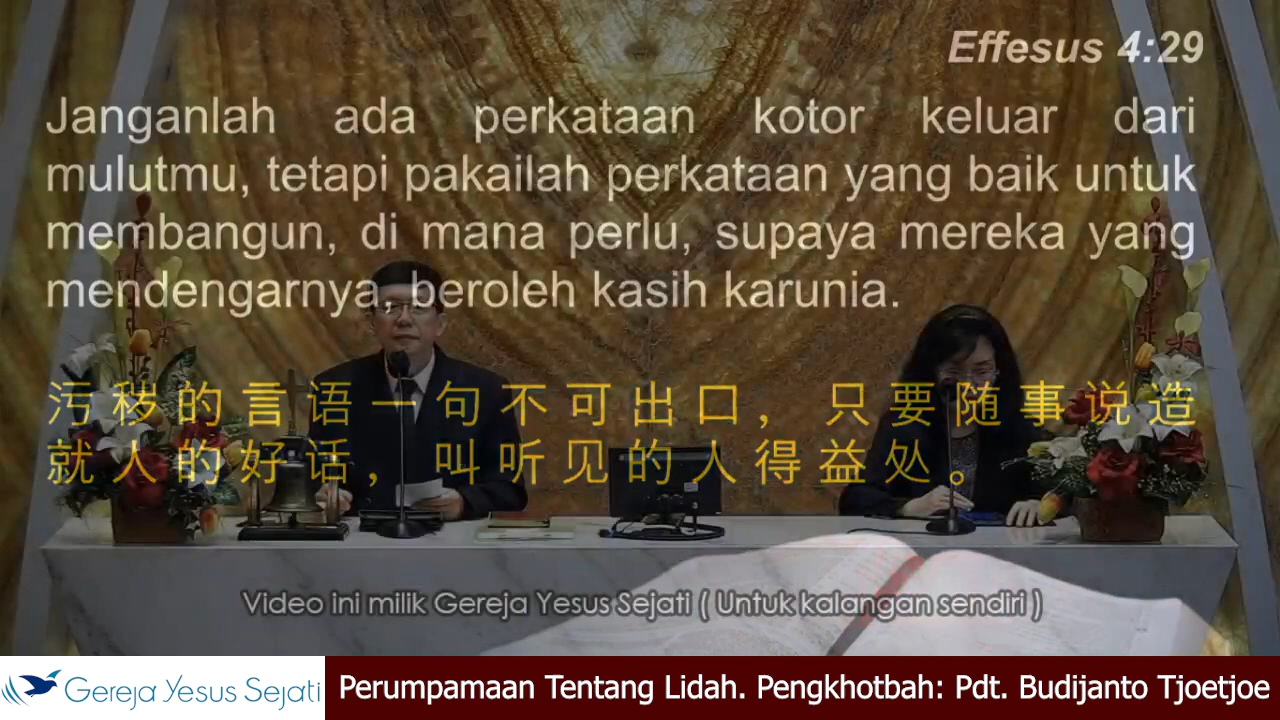 Effesus 4:29
Janganlah ada perkataan kotor keluar dari
mulutmu, tetapi pakailah perkataan yang baik untuk
membangun, di mana perlu, supaya mereka yang
mendengarnya, beroleh kasih karunia.
污秽的言语一句不可出口，只要随事说造
就人的好话，叫听见的人得益处。
Video ini milik Gereja Yesus Sejati ( Untuk kalangan sendiri )
Gereja Yesus Sejati
Perumpamaan Tentang Lidah. Pengkhotbah: Pdt. Budijanto Tjoetjoe